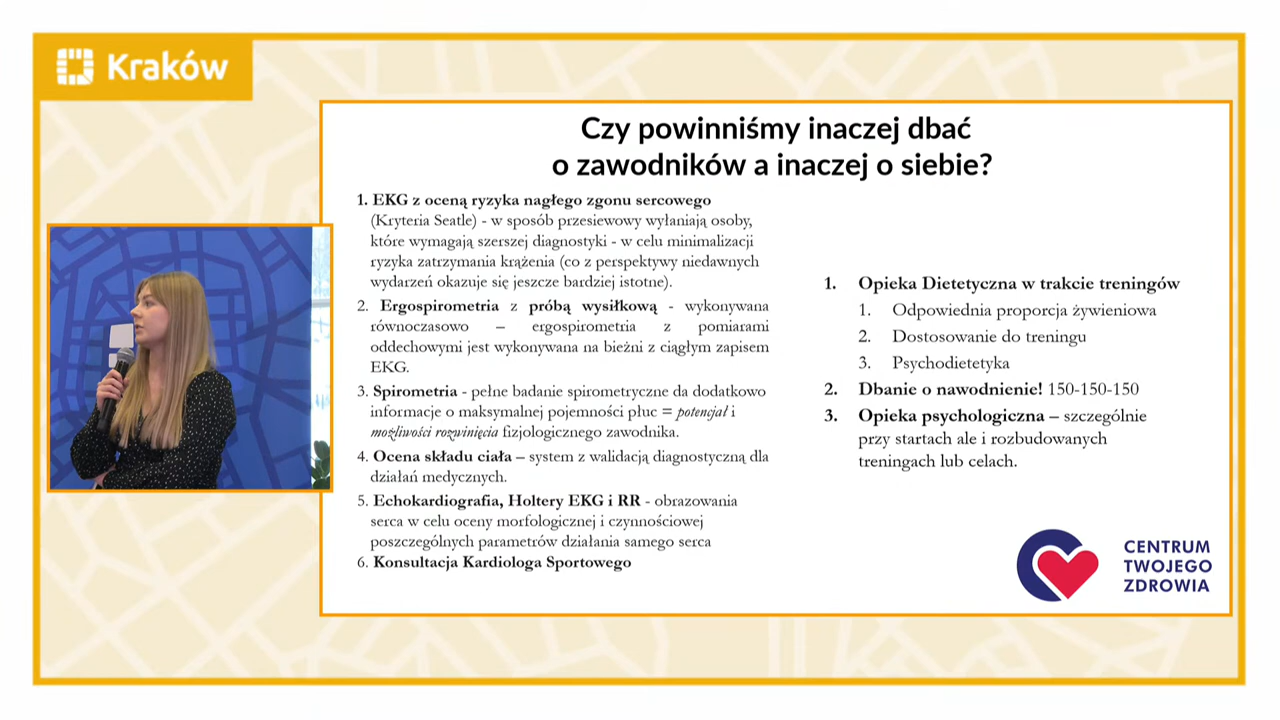 Kraków
Czy powinniśmy inaczej dbać
o zawodników a inaczej o siebie?
1. EKG z oceną ryzyka nagłego zgonu sercowego
(Kryteria Seatle) - w sposób przesiewowy wyłaniają osoby,
które wymagają szerszej diagnostyki - w celu minimalizacji
ryzyka zatrzymania krążenia (co z perspektywy niedawnych
wydarzeń okazuje się jeszcze bardziej istotne).
2. Ergospirometria z próbą wysiłkową - wykonywana
równoczasowo – ergospirometria z pomiarami
oddechowymi jest wykonywana na bieżni z ciągłym zapisem
EKG.
3. Spirometria - pełne badanie spirometryczne da dodatkowo
informacje o maksymalnej pojemności płuc = potencjał i
możliwości rozwinięcia fizjologicznego zawodnika.
4. Ocena składu ciała – system z walidacją diagnostyczną dla
działań medycznych.
5. Echokardiografia, Holtery EKG i RR - obrazowania
serca w celu oceny morfologicznej i czynnościowej
poszczególnych parametrów działania samego serca
6. Konsultacja Kardiologa Sportowego
1. Opieka Dietetyczna w trakcie treningów
1. Odpowiednia proporcja żywieniowa
2. Dostosowanie do treningu
3. Psychodietetyka
2. Dbanie o nawodnienie! 150-150-150
3. Opieka psychologiczna – szczególnie
przy startach ale i rozbudowanych
treningach lub celach.
CENTRUM
TWOJEGO
ZDROWIA